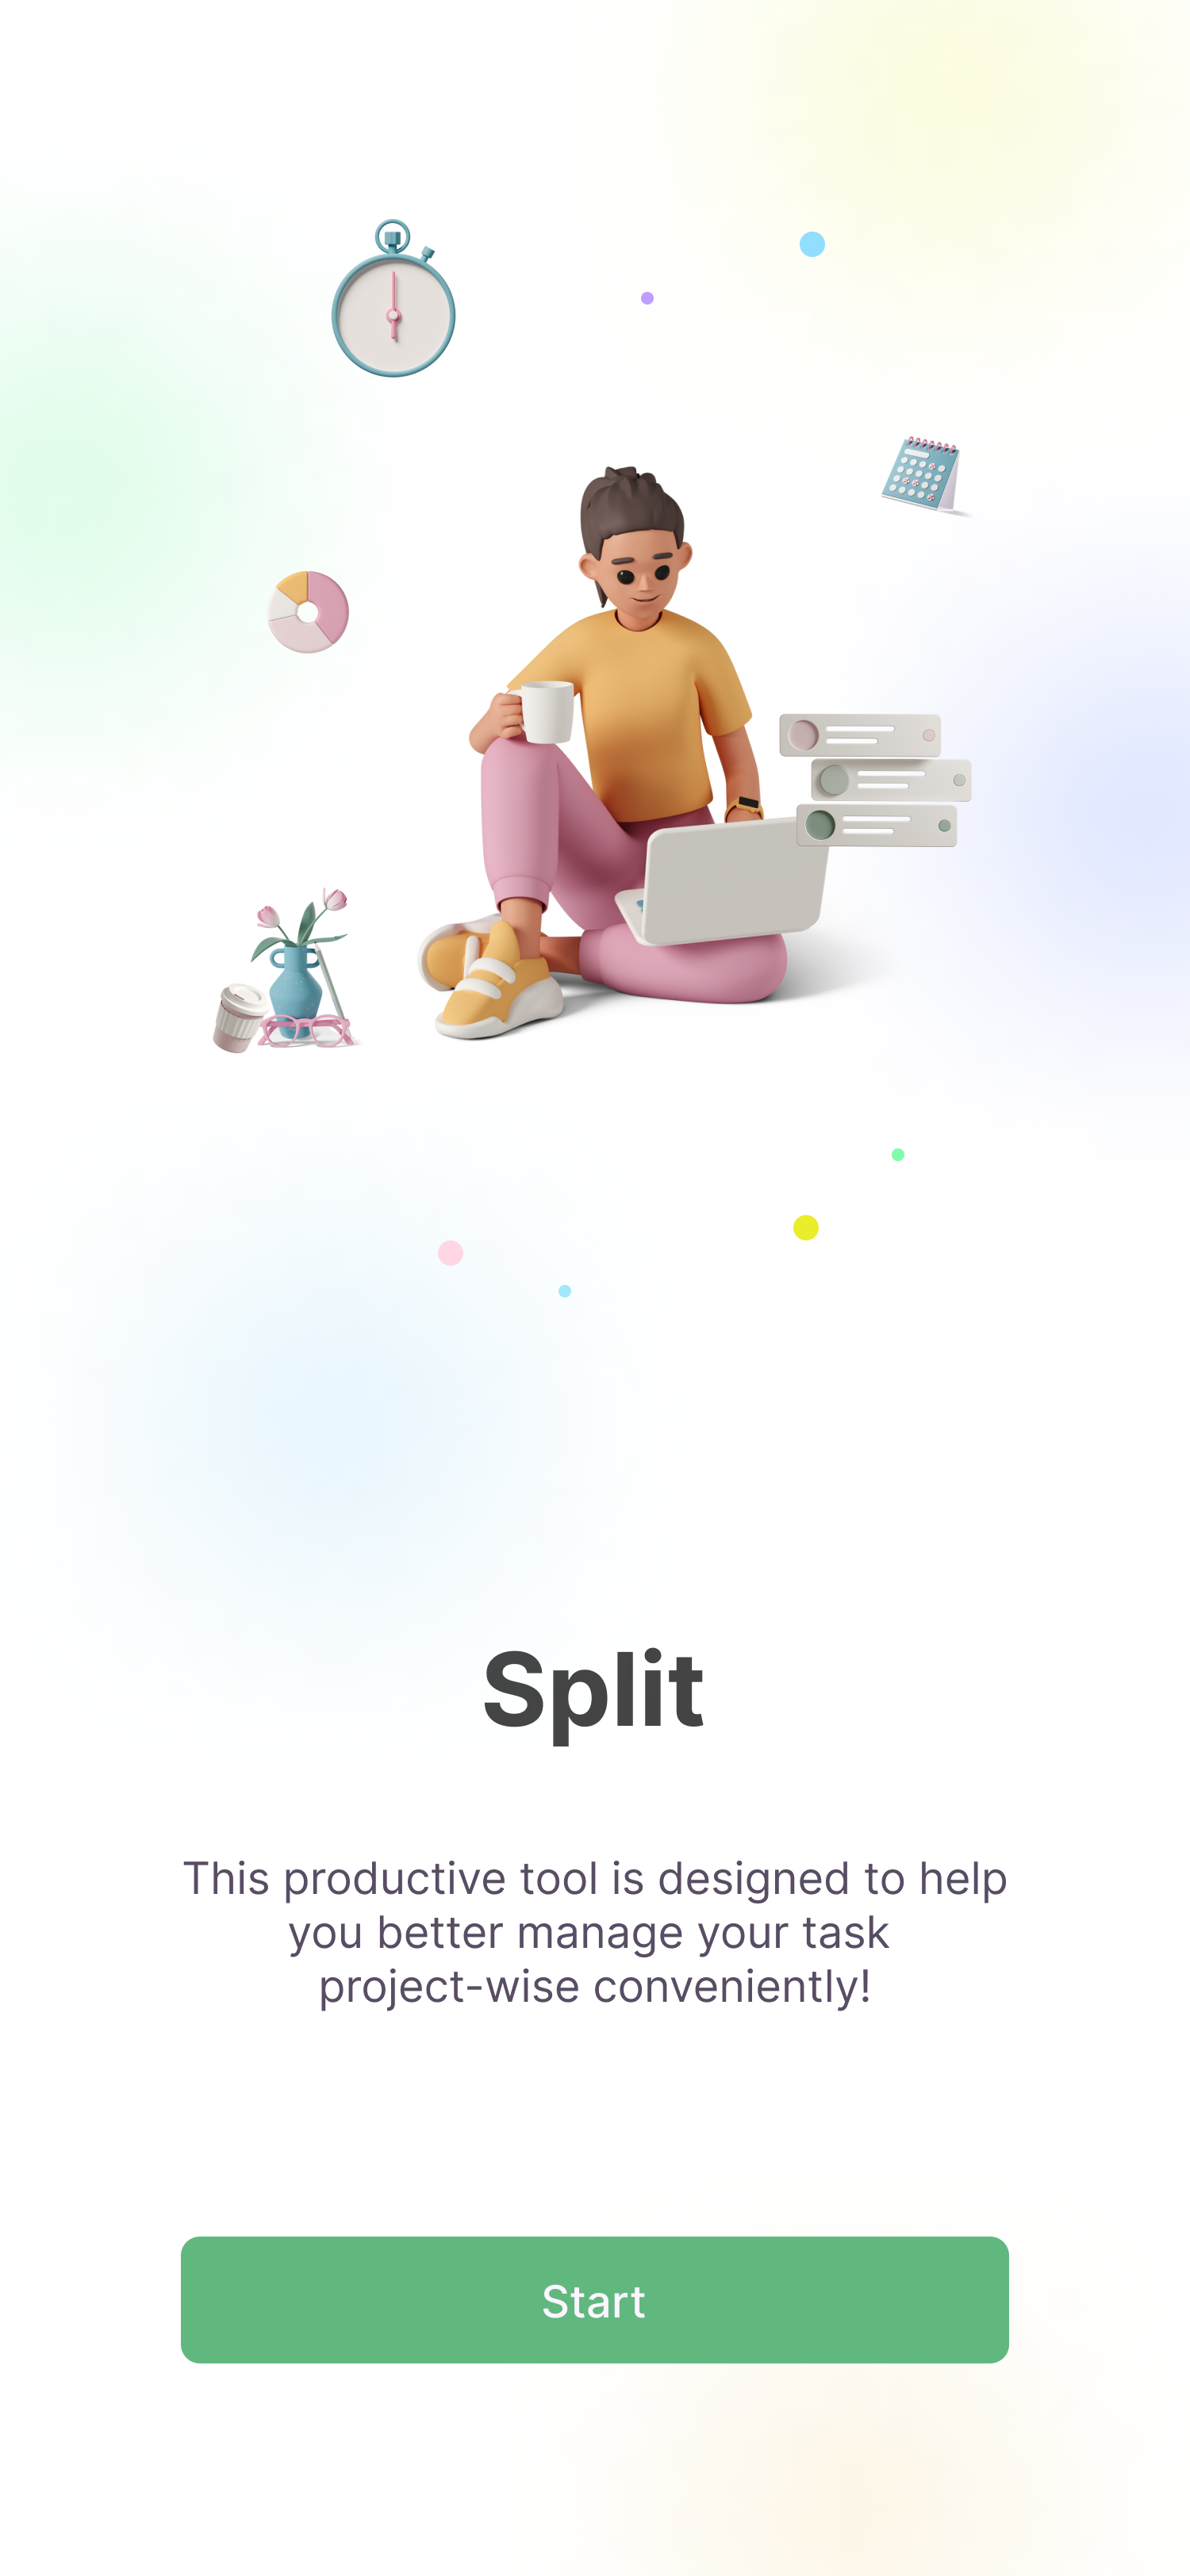 Split
This productive tool is designed to help
you better manage your task
project-wise conveniently!
Start